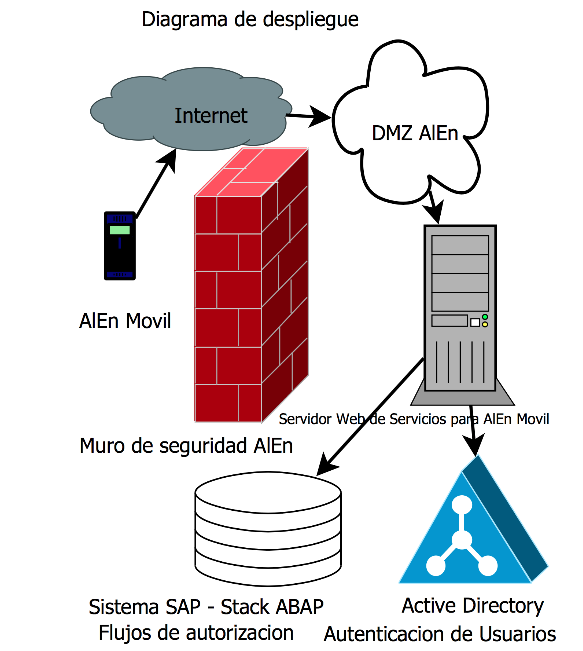 Diagrama de despliegue
Internet
DMZ AlEn
AlEn Movil
Servidor Web de Servicios para AlEn Movil
Muro de seguridad AlEn
Sistema SAP - Stack ABAP
Flujos de autorizacion
Active Directory
Autenticacion de Usuarios